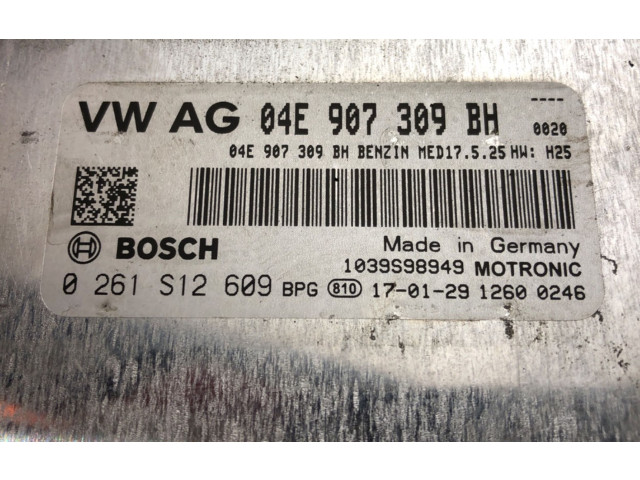 ----
VW AG 04E 907 309 BH 0020
04E 907 309 BH BENZIN MED17.5.25 HW: H25
BOSCH
Made in Germany
1039S98949 MOTRONIC
0 261 S12 609 BPG 810 17-01-29 1260 0246